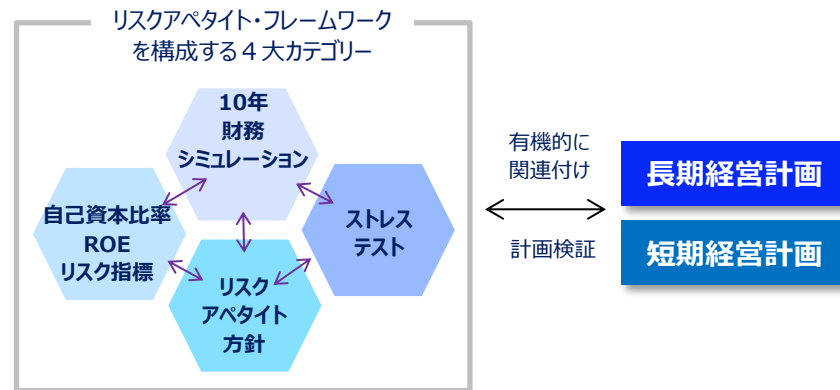 リスクアペタイト・フレームワーク
を構成する４大カテゴリー
10年
財務
シミュレーション
自己資本比率
ROE
リスク指標
ストレス
テスト
リスク
アペタイト
方針
有機的に
関連付け
計画検証
長期経営計画
短期経営計画